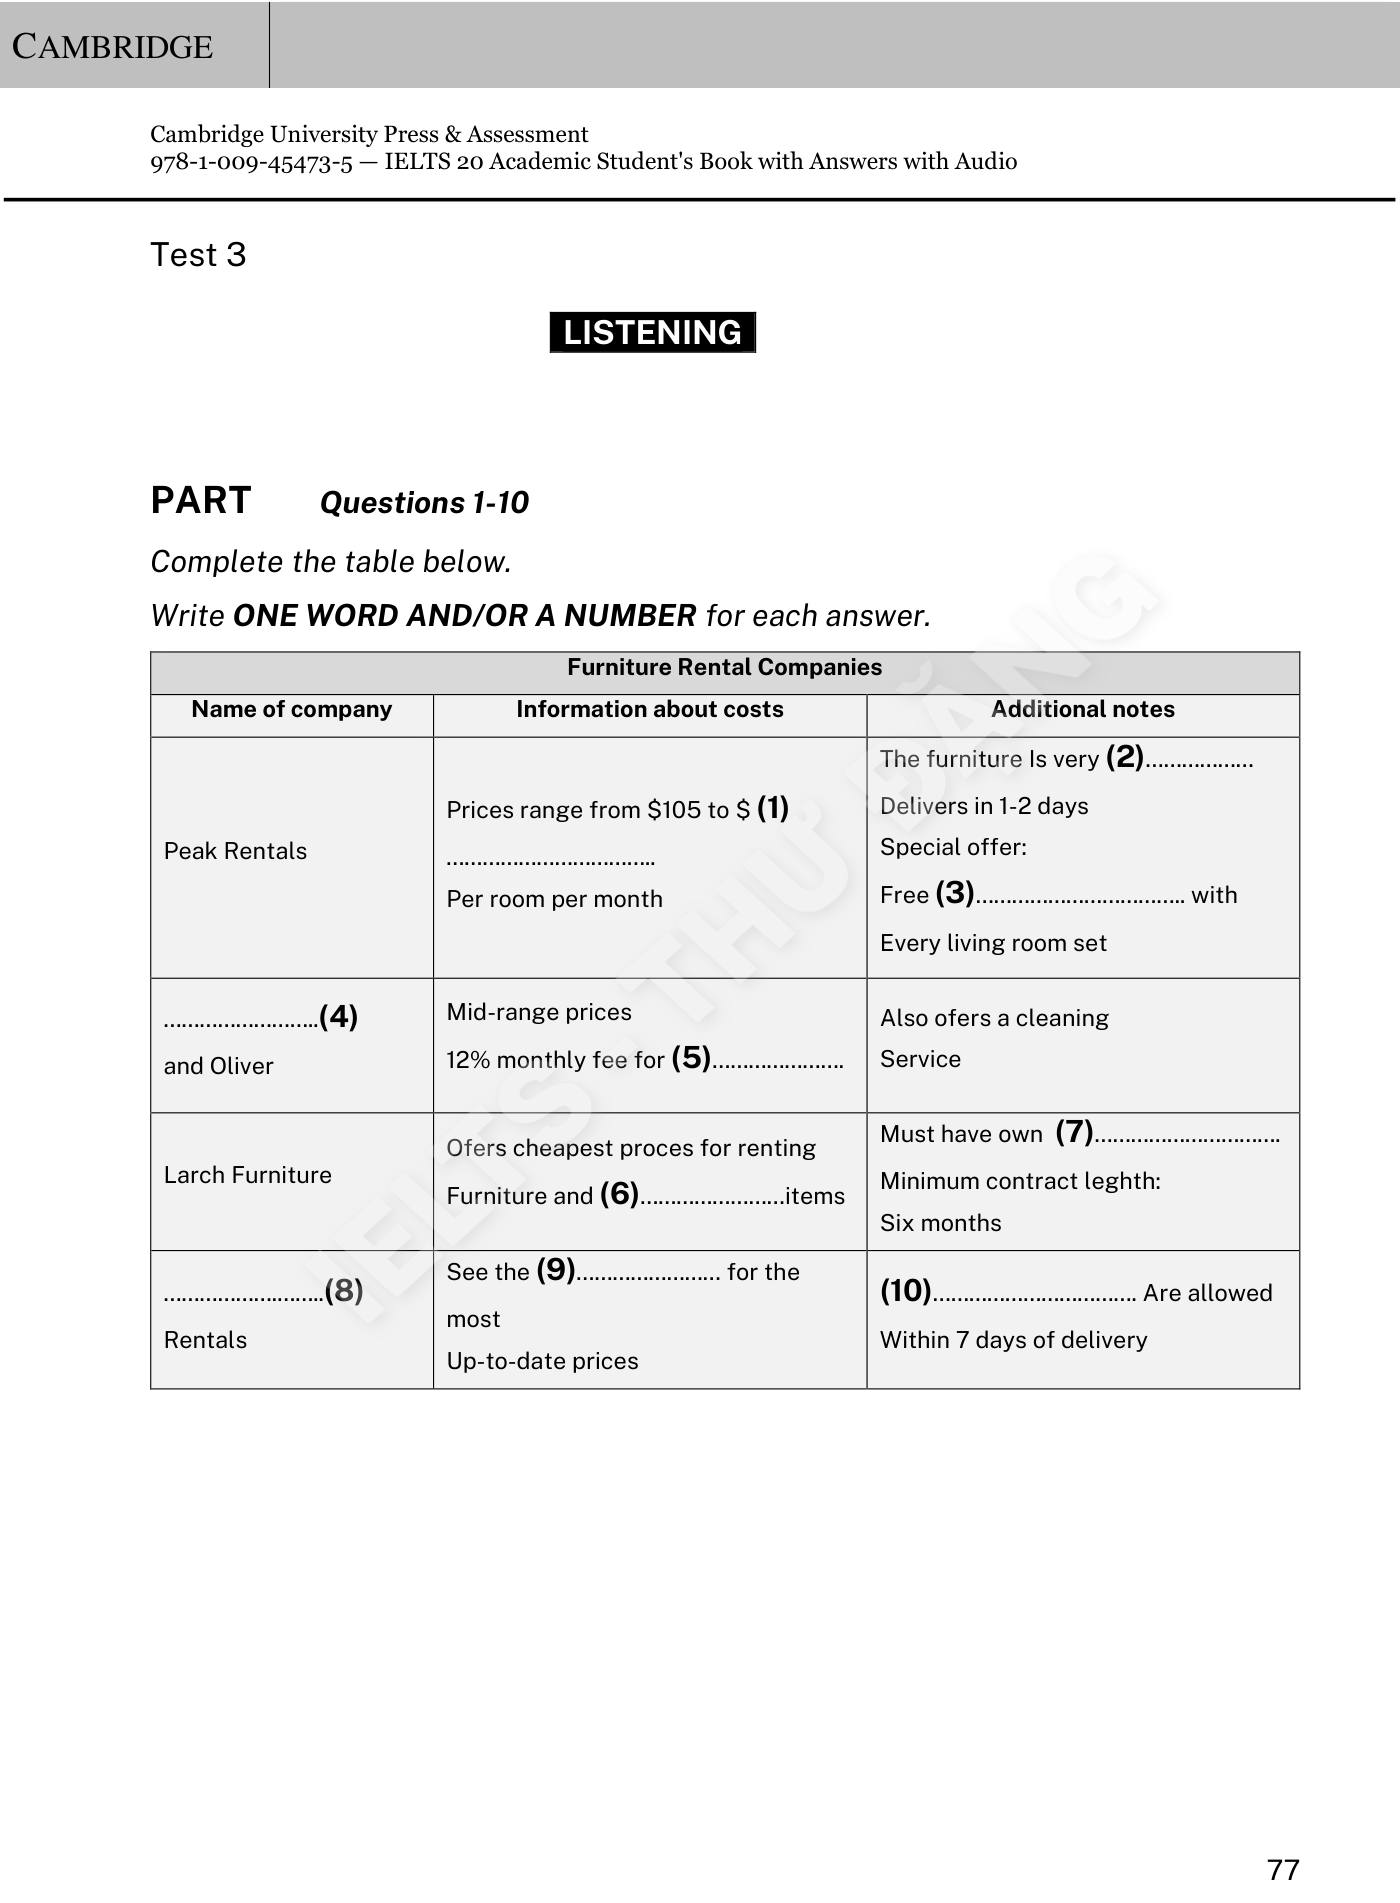 CAMBRIDGE
Cambridge University Press & Assessment
978-1-009-45473-5 — IELTS 20 Academic Student's Book with Answers with Audio
Test 3
LISTENING
PART Questions 1-10
Complete the table below.
Write ONE WORD AND/OR A NUMBER for each answer.
Furniture Rental Companies
Name of company Information about costs Additional notes
Peak Rentals
Prices range from $105 to $ (1)
......................................
Per room per month
The furniture Is very (2)..................
Delivers in 1-2 days
Special offer:
Free (3)...................................... with
Every living room set
..........................(4)
and Oliver
Mid-range prices
12% monthly fee for (5)......................
Also ofers a cleaning
Service
Larch Furniture
Ofers cheapest proces for renting
Furniture and (6)........................items
Must have own (7)...............................
Minimum contract leghth:
Six months
...........................(8)
Rentals
See the (9)........................ for the
most
Up-to-date prices
(10).................................. Are allowed
Within 7 days of delivery
IELTS - THƯ ĐẶNG
77